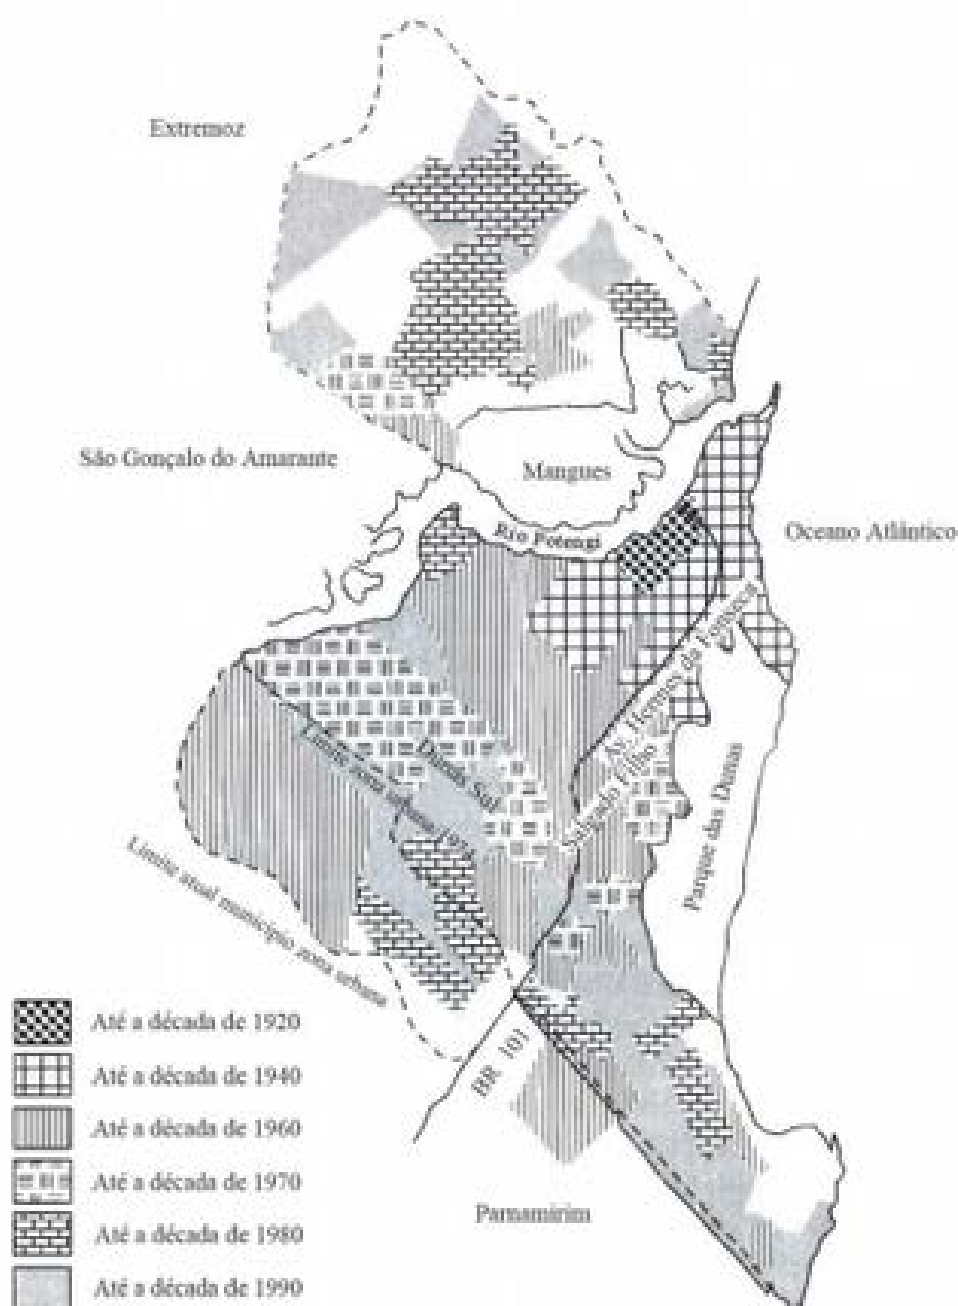 Extremoz
São Gonçalo do Amarante
Mangues
Rio Potengi
Oceano Atlântico
Av. Hermes da Fonseca
Salgado Filho
Dunas Sul
Limite zona urbana 1974
Parque das Dunas
Limite atual município zona urbana
BR 101
Parnamirim
Até a década de 1920
Até a década de 1940
Até a década de 1960
Até a década de 1970
Até a década de 1980
Até a década de 1990